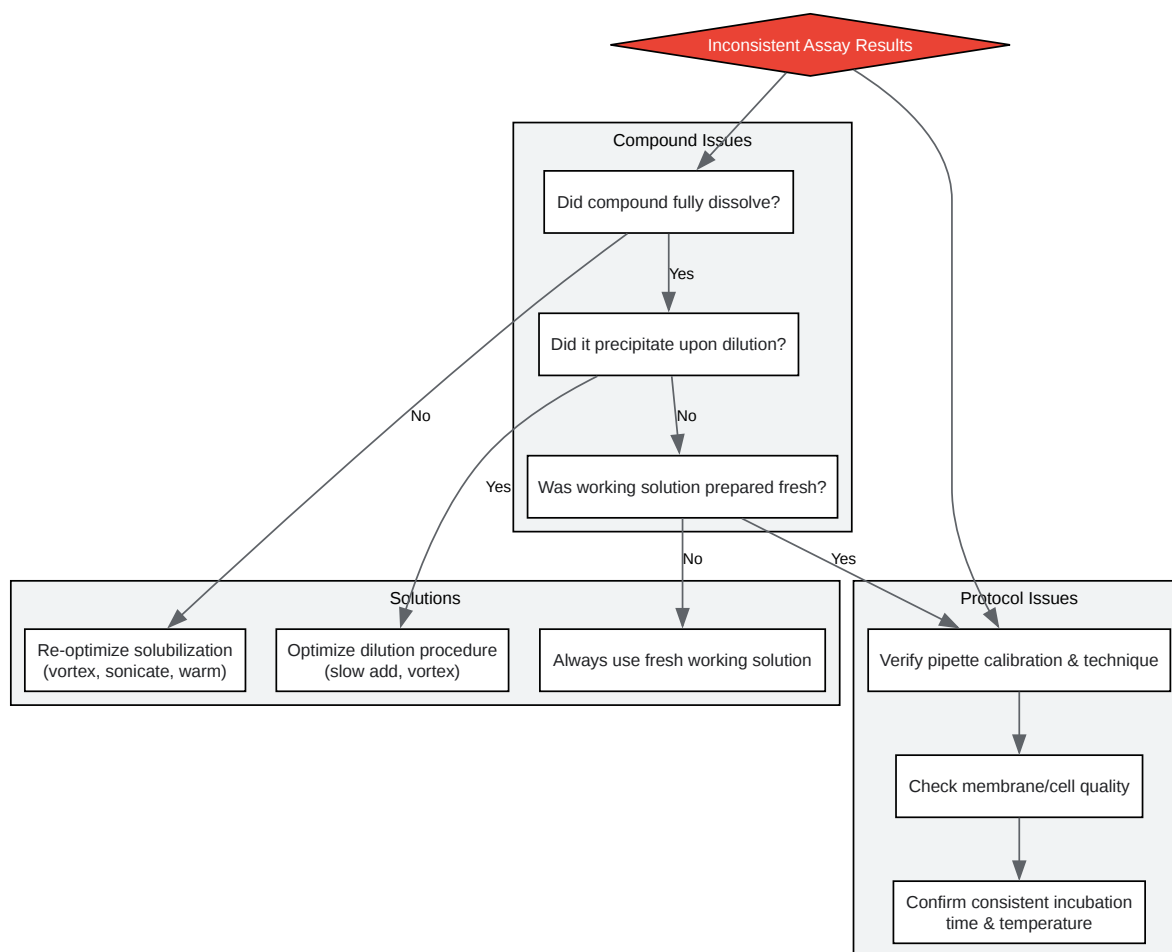 Inconsistent Assay Results
Compound Issues
Did compound fully dissolve?
Yes
Did it precipitate upon dilution?
No
No
Was working solution prepared fresh?
Yes
No
Yes
Solutions
Re-optimize solubilization
(vortex, sonicate, warm)
Optimize dilution procedure
(slow add, vortex)
Always use fresh working solution
Protocol Issues
Verify pipette calibration & technique
Check membrane/cell quality
Confirm consistent incubation
time & temperature